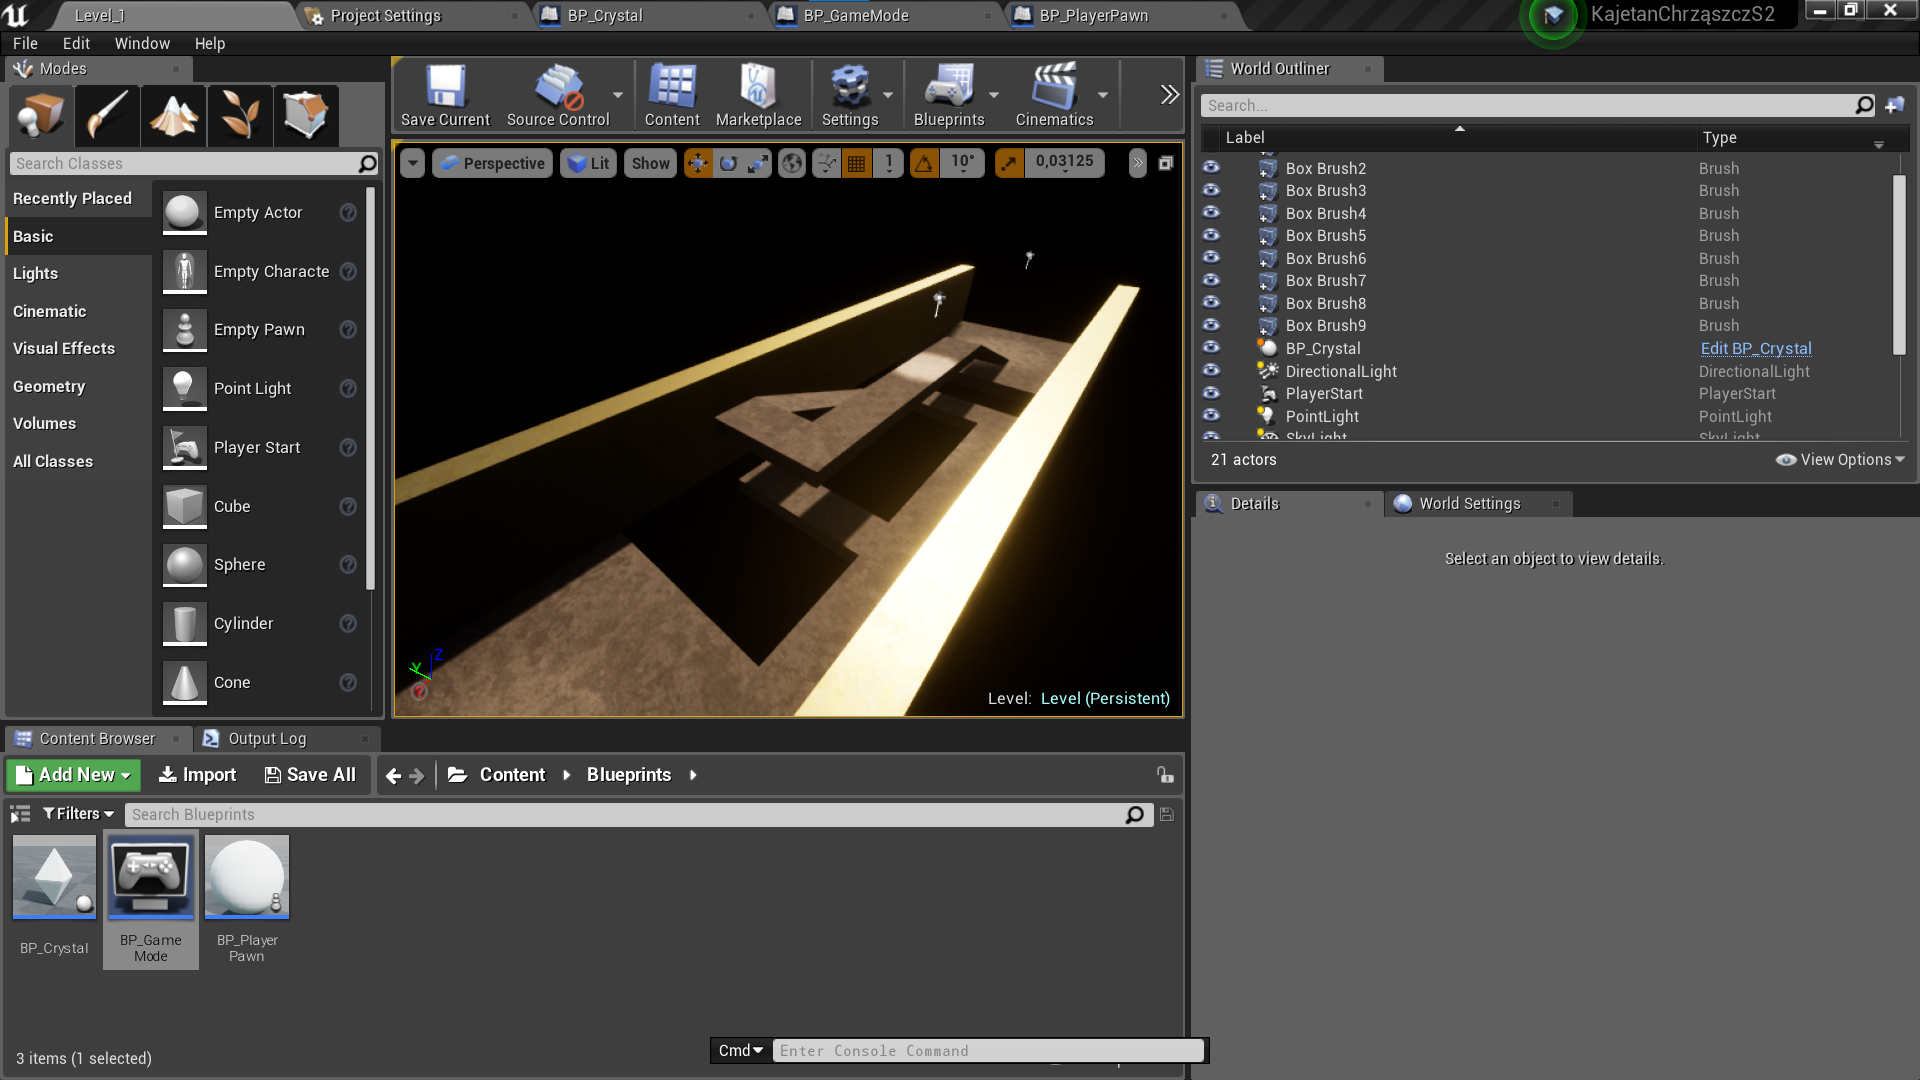 Level_1
Project Settings
BP_Crystal
BP_GameMode
BP_PlayerPawn
KajetanChrząszczS2
File Edit Window Help
Modes
Search Classes
Recently Placed
Basic
Lights
Cinematic
Visual Effects
Geometry
Volumes
All Classes
Empty Actor
Empty Characte
Empty Pawn
Point Light
Player Start
Cube
Sphere
Cylinder
Cone
Save Current
Source Control
Content
Marketplace
Settings
Blueprints
Cinematics
Perspective
Lit
Show
1
10°
0,03125
Y
Z
Level: Level (Persistent)
World Outliner
Search...
Label Type
Box Brush2 Brush
Box Brush3 Brush
Box Brush4 Brush
Box Brush5 Brush
Box Brush6 Brush
Box Brush7 Brush
Box Brush8 Brush
Box Brush9 Brush
BP_Crystal Edit BP_Crystal
DirectionalLight DirectionalLight
PlayerStart PlayerStart
PointLight PointLight
SkyLight SkyLight
21 actors
View Options
Details
World Settings
Select an object to view details.
Content Browser
Output Log
Add New
Import
Save All
Content
Blueprints
Filters
Search Blueprints
BP_Crystal
BP_Game
Mode
BP_Player
Pawn
3 items (1 selected)
Cmd
Enter Console Command